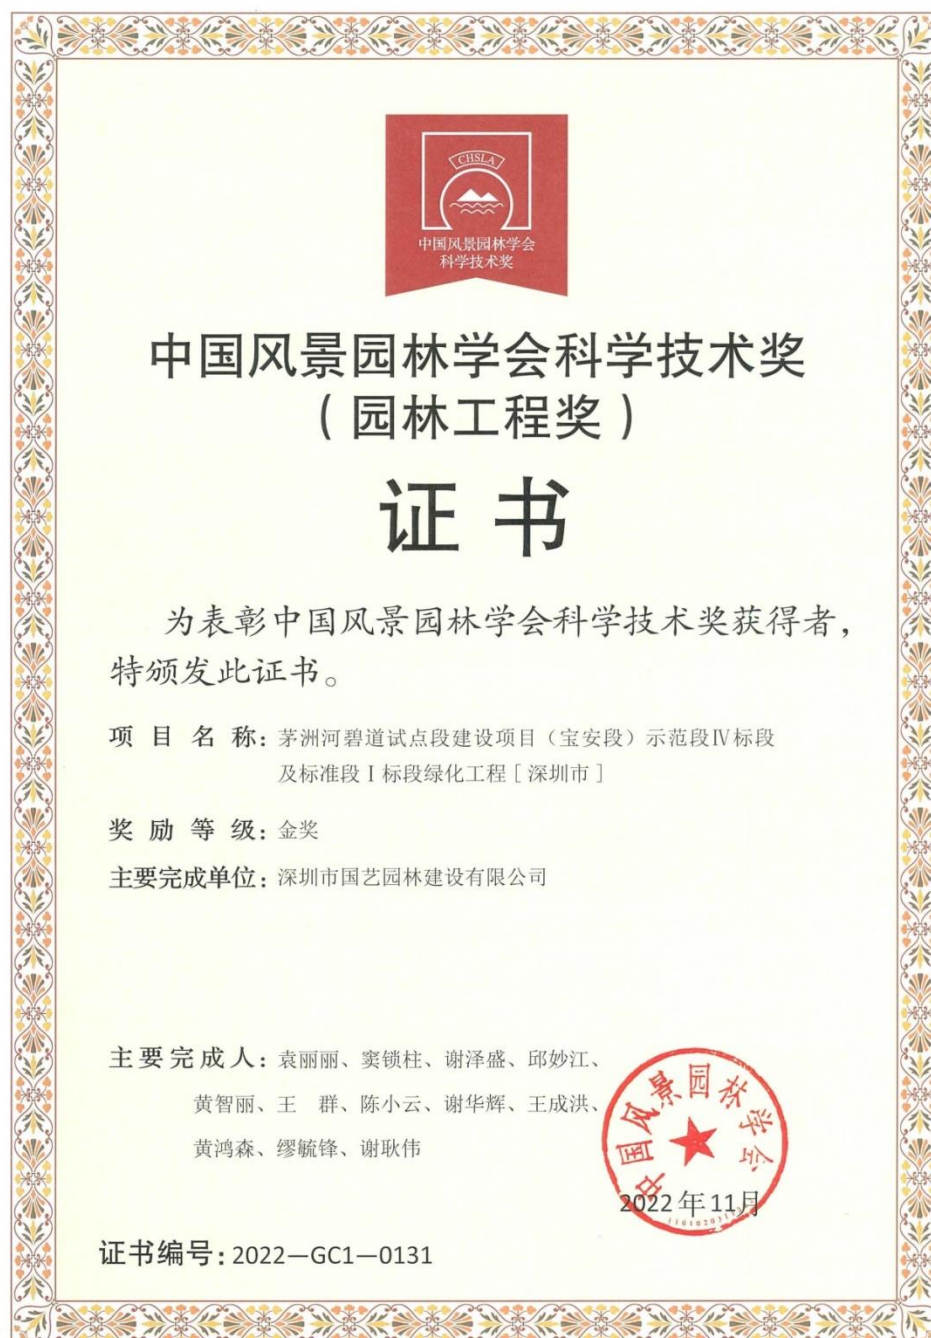 CHSLA
中国风景园林学会
科学技术奖
中国风景园林学会科学技术奖
（园林工程奖）
证书
为表彰中国风景园林学会科学技术奖获得者，
特颁发此证书。
项目名称：茅洲河碧道试点段建设项目（宝安段）示范段Ⅳ标段
及标准段Ⅰ标段绿化工程［深圳市］
奖励等级：金奖
主要完成单位：深圳市国艺园林建设有限公司
主要完成人：袁丽丽、窦锁柱、谢泽盛、邱妙江、
黄智丽、王　群、陈小云、谢华辉、王成洪、
黄鸿森、缪毓锋、谢耿伟
中国风景园林学会
2022年11月
证书编号：2022—GC1—0131